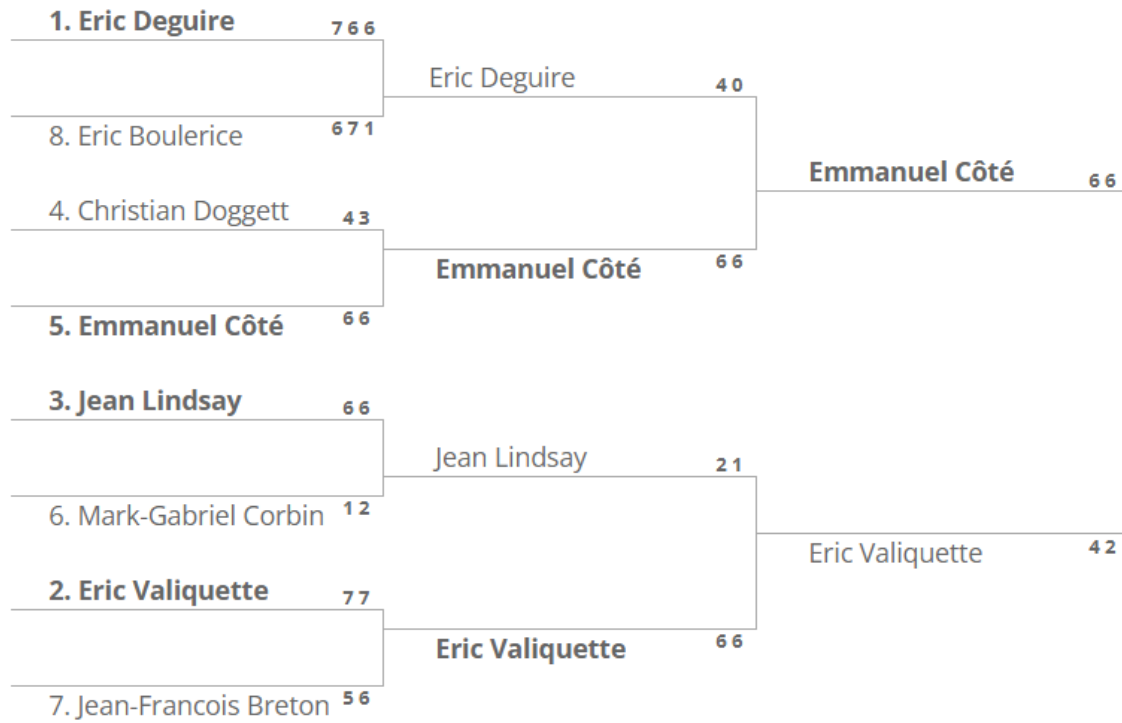 1. Eric Deguire 7 6 6
8. Eric Boulerice 6 7 1
4. Christian Doggett 4 3
5. Emmanuel Côté 6 6
3. Jean Lindsay 6 6
6. Mark-Gabriel Corbin 1 2
2. Eric Valiquette 7 7
7. Jean-Francois Breton 5 6
Eric Deguire 4 0
Emmanuel Côté 6 6
Jean Lindsay 2 1
Eric Valiquette 6 6
Emmanuel Côté 6 6
Eric Valiquette 4 2